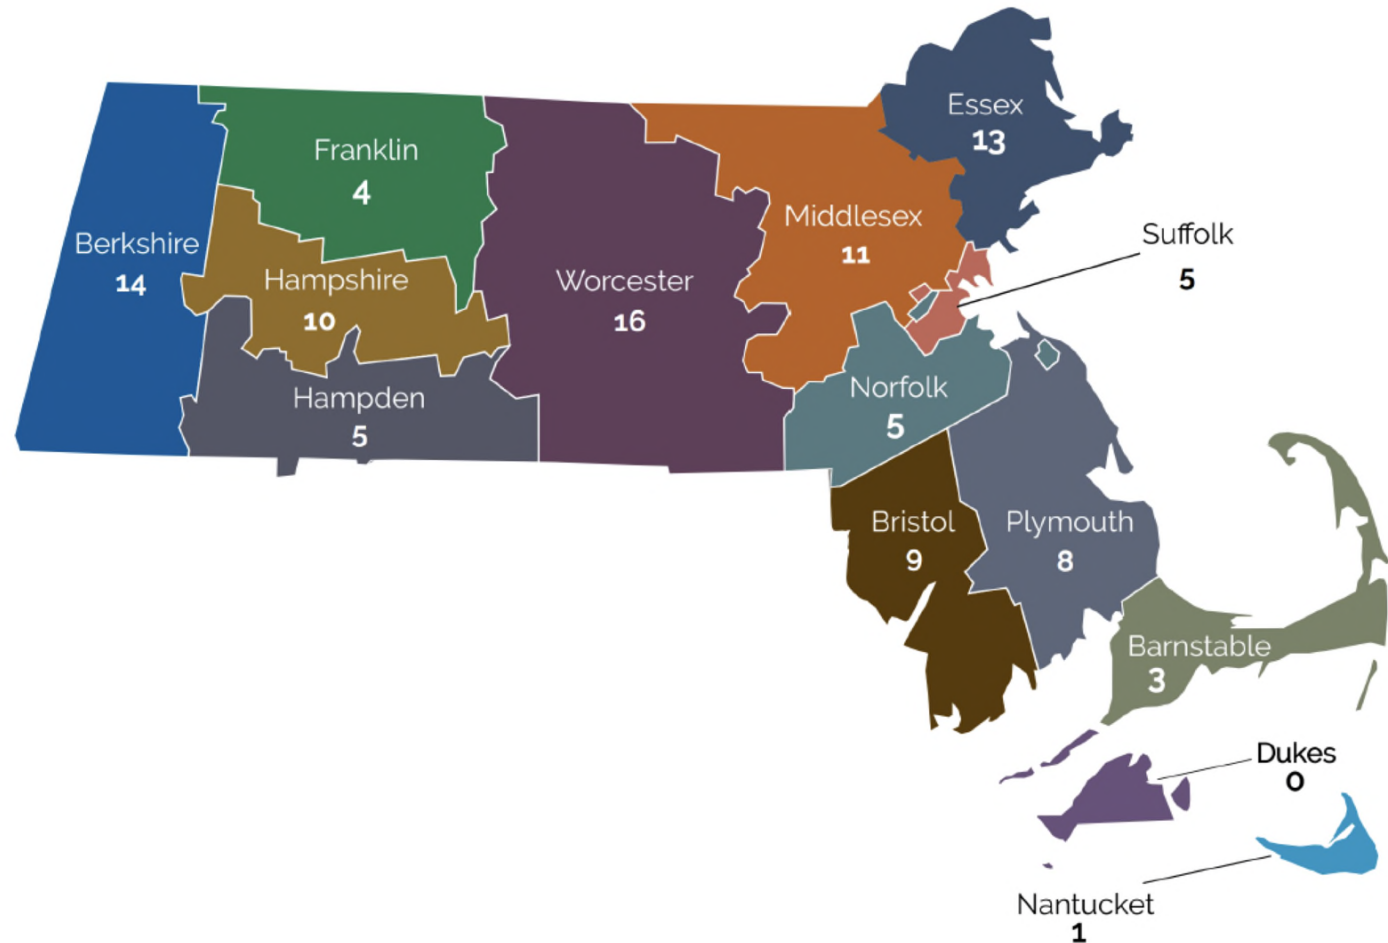 Essex
13
Franklin
4
Middlesex
11
Suffolk
5
Berkshire
14
Hampshire
10
Worcester
16
Hampden
5
Norfolk
5
Bristol
9
Plymouth
8
Barnstable
3
Dukes
0
Nantucket
1